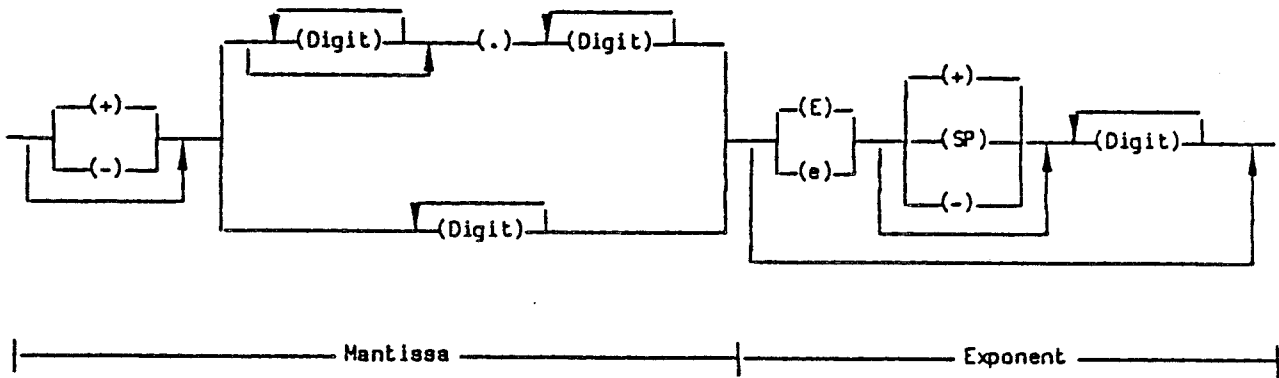 (Digit) (.) (Digit)
(+) (+)
(E)
(SP) (Digit)
(-) (e)
(-)
(Digit)
Mantissa Exponent